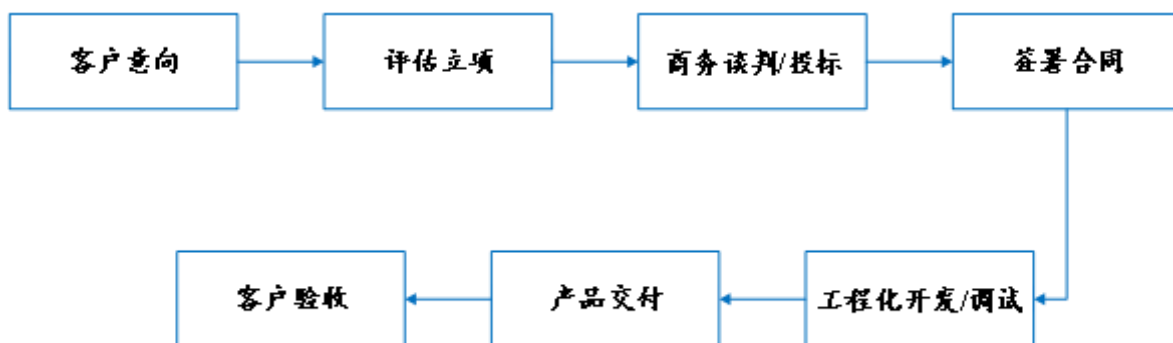 客户意向
评估立项
商务谈判/投标
签署合同
工程化开发/调试
产品交付
客户验收